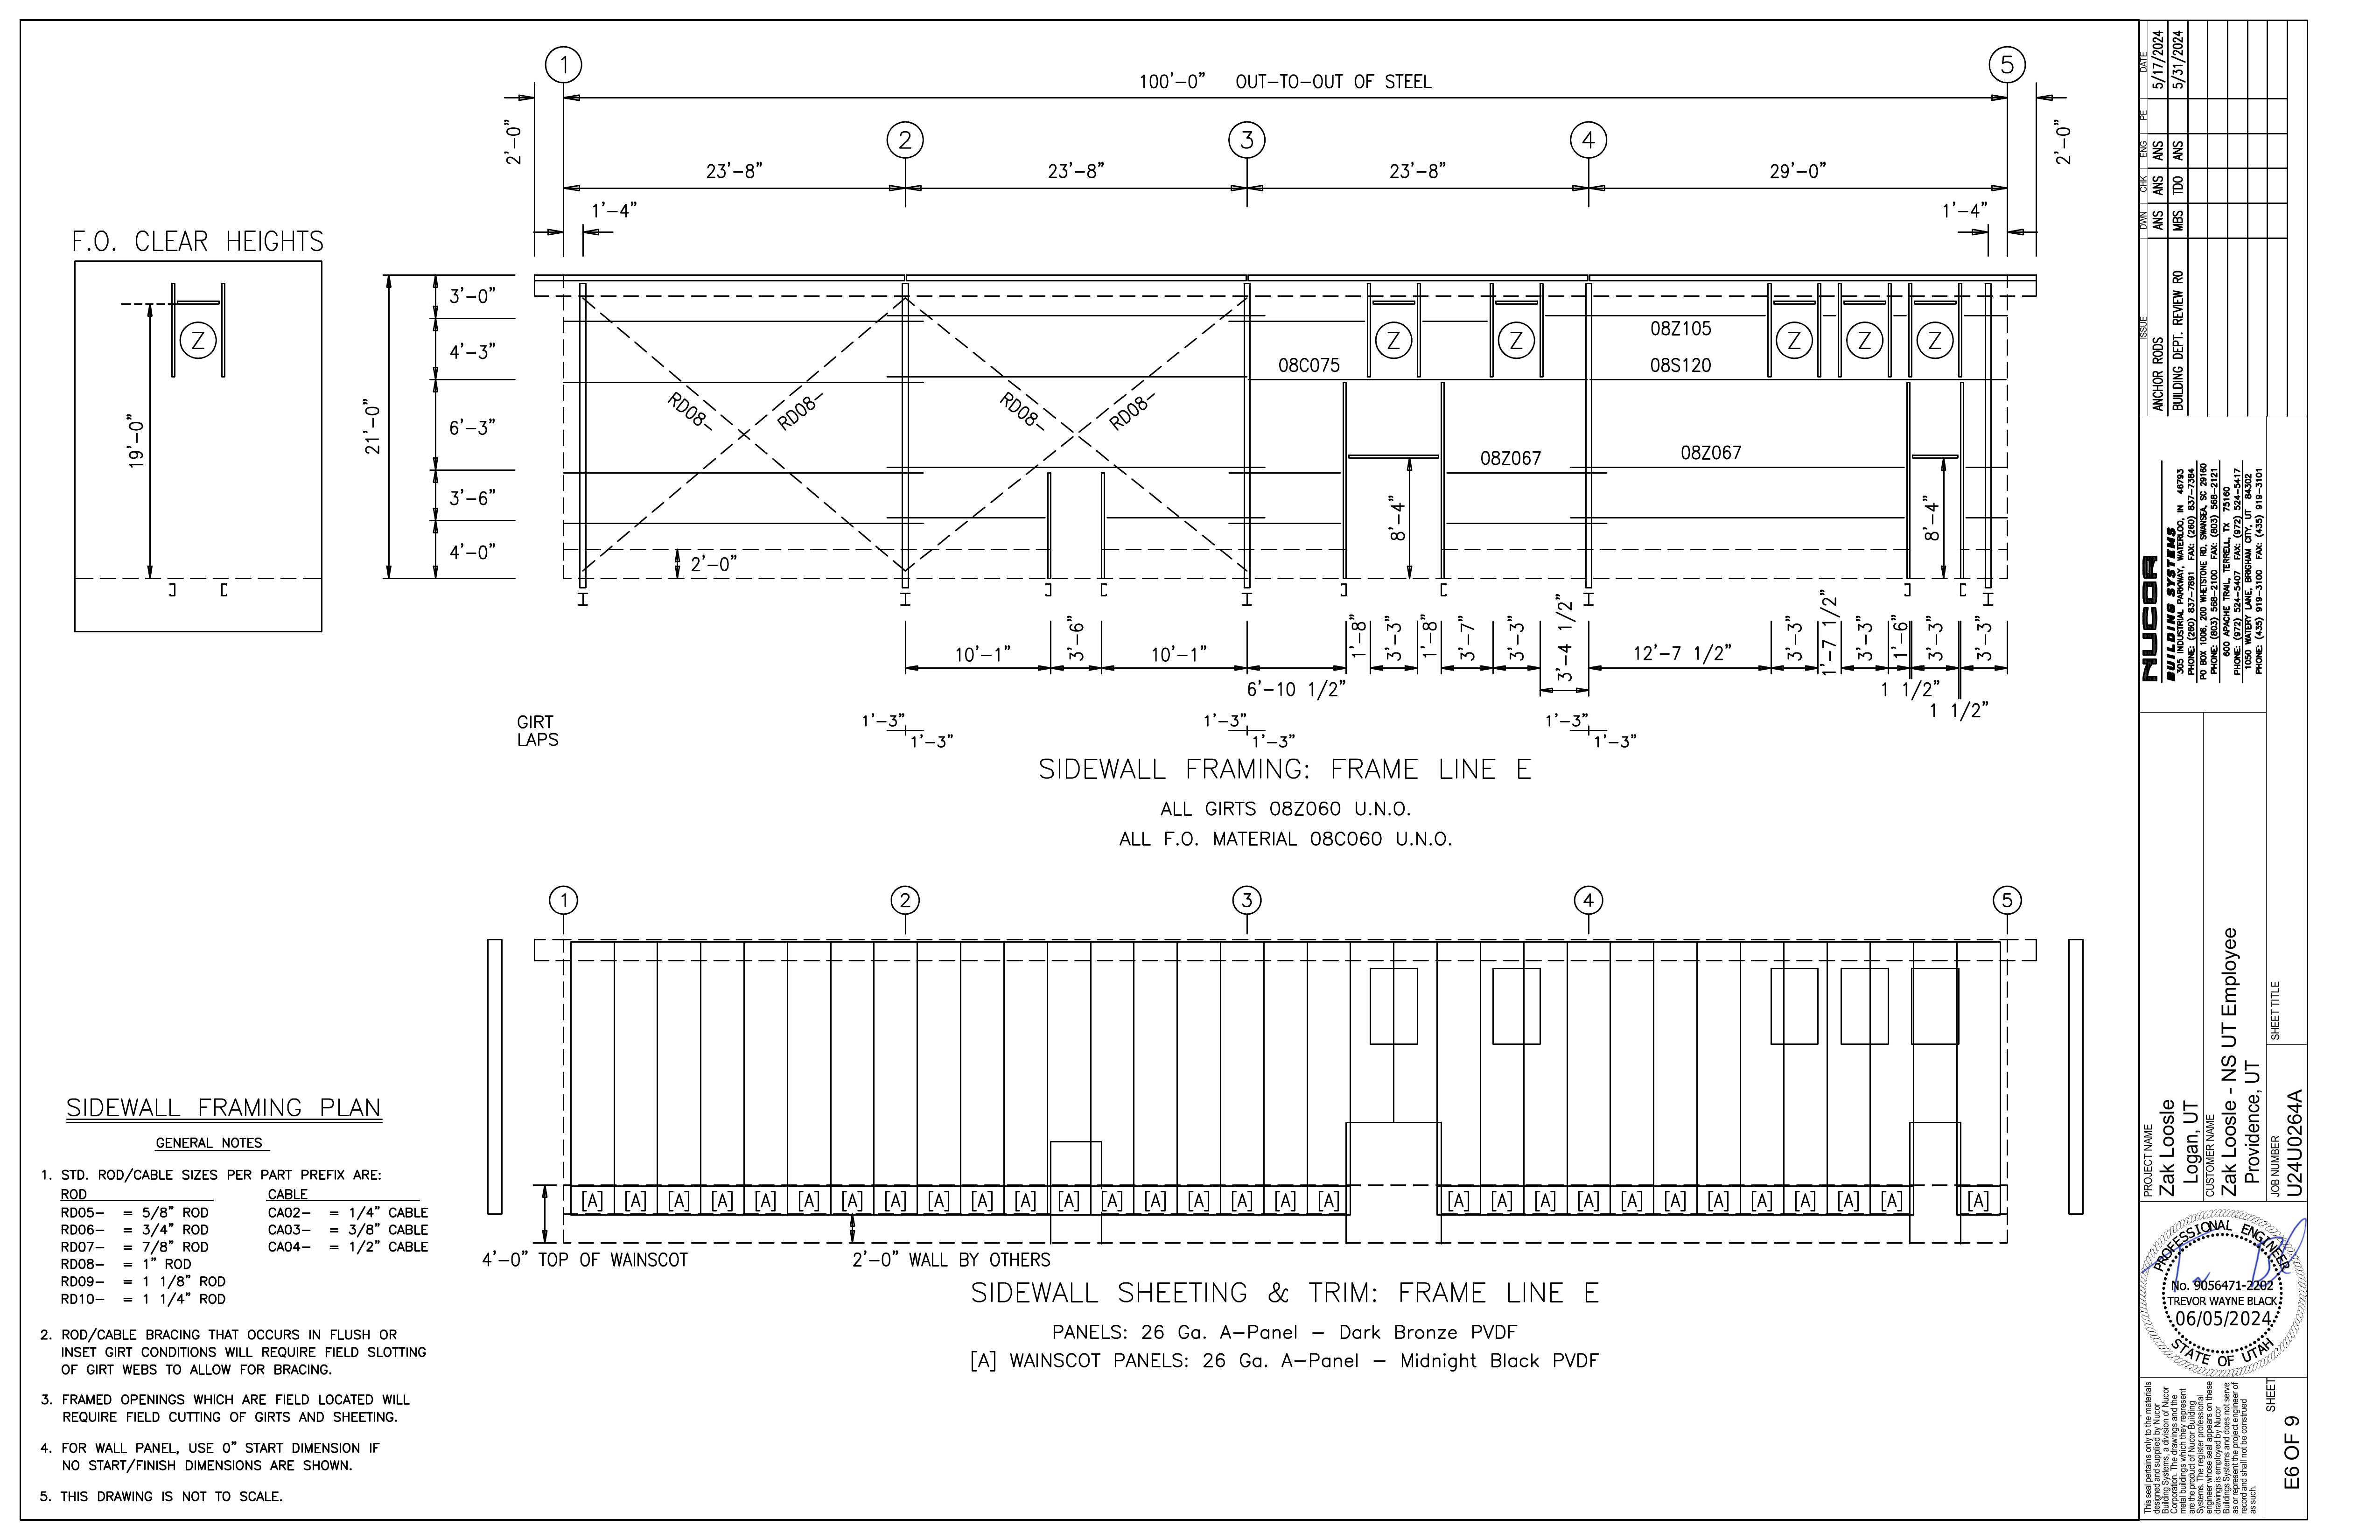 1
5
100'-0" OUT-TO-OUT OF STEEL
2'-0"
2'-0"
2
3
4
23'-8"
23'-8"
23'-8"
29'-0"
1'-4"
1'-4"
F.O. CLEAR HEIGHTS
Z
19'-0"
21'-0"
3'-0"
4'-3"
6'-3"
3'-6"
4'-0"
RD08-
RD08-
RD08-
RD08-
2'-0"
08C075
Z
Z
08Z105
08S120
Z
Z
Z
08Z067
08Z067
8'-4"
8'-4"
10'-1"
3'-6"
10'-1"
6'-10 1/2"
1'-8"
3'-3"
1'-8"
3'-7"
3'-3"
3'-4 1/2"
12'-7 1/2"
3'-3"
1'-7 1/2"
3'-3"
1'-6"
3'-3"
3'-3"
1 1/2"
1 1/2"
GIRT
LAPS
1'-3"
1'-3"
1'-3"
1'-3"
1'-3"
1'-3"
SIDEWALL FRAMING: FRAME LINE E
ALL GIRTS 08Z060 U.N.O.
ALL F.O. MATERIAL 08C060 U.N.O.
1
2
3
4
5
[A] [A] [A] [A] [A] [A] [A] [A] [A] [A] [A] [A] [A] [A] [A] [A] [A] [A] [A] [A] [A] [A] [A] [A] [A] [A] [A] [A] [A] [A]
4'-0" TOP OF WAINSCOT
2'-0" WALL BY OTHERS
SIDEWALL SHEETING & TRIM: FRAME LINE E
PANELS: 26 Ga. A-Panel - Dark Bronze PVDF
[A] WAINSCOT PANELS: 26 Ga. A-Panel - Midnight Black PVDF
SIDEWALL FRAMING PLAN
GENERAL NOTES
1. STD. ROD/CABLE SIZES PER PART PREFIX ARE:
ROD CABLE
RD05- = 5/8" ROD CA02- = 1/4" CABLE
RD06- = 3/4" ROD CA03- = 3/8" CABLE
RD07- = 7/8" ROD CA04- = 1/2" CABLE
RD08- = 1" ROD
RD09- = 1 1/8" ROD
RD10- = 1 1/4" ROD
2. ROD/CABLE BRACING THAT OCCURS IN FLUSH OR
INSET GIRT CONDITIONS WILL REQUIRE FIELD SLOTTING
OF GIRT WEBS TO ALLOW FOR BRACING.
3. FRAMED OPENINGS WHICH ARE FIELD LOCATED WILL
REQUIRE FIELD CUTTING OF GIRTS AND SHEETING.
4. FOR WALL PANEL, USE 0" START DIMENSION IF
NO START/FINISH DIMENSIONS ARE SHOWN.
5. THIS DRAWING IS NOT TO SCALE.
ISSUE DWN CHK ENG PE DATE
ANCHOR RODS ANS ANS ANS 5/17/2024
BUILDING DEPT. REVIEW R0 MBS TDO ANS 5/31/2024
NUCOR
BUILDING SYSTEMS
305 INDUSTRIAL PARKWAY, WATERLOO, IN 46793
PHONE: (260) 837-7891 FAX: (260) 837-7384
PO BOX 1006, 200 WHETSTONE RD, SWANSEA, SC 29160
PHONE: (803) 568-2100 FAX: (803) 568-2121
600 APACHE TRAIL, TERRELL, TX 75160
PHONE: (972) 524-5407 FAX: (972) 524-5417
1050 WATERY LANE, BRIGHAM CITY, UT 84302
PHONE: (435) 919-3100 FAX: (435) 919-3101
PROJECT NAME
Zak Loosle
Logan, UT
CUSTOMER NAME
Zak Loosle - NS UT Employee
Providence, UT
JOB NUMBER
U24U0264A
SHEET TITLE
PROFESSIONAL ENGINEER
No. 9056471-2202
TREVOR WAYNE BLACK
06/05/2024
STATE OF UTAH
This seal pertains only to the materials
designed and supplied by Nucor
Building Systems, a division of Nucor
Corporation. The drawings and the
metal buildings which they represent
are the product of Nucor Building
Systems. The register professional
engineer whose seal appears on these
drawings is employed by Nucor
Buildings Systems and does not serve
as or represent the project engineer of
record and shall not be construed
as such.
SHEET
E6 OF 9